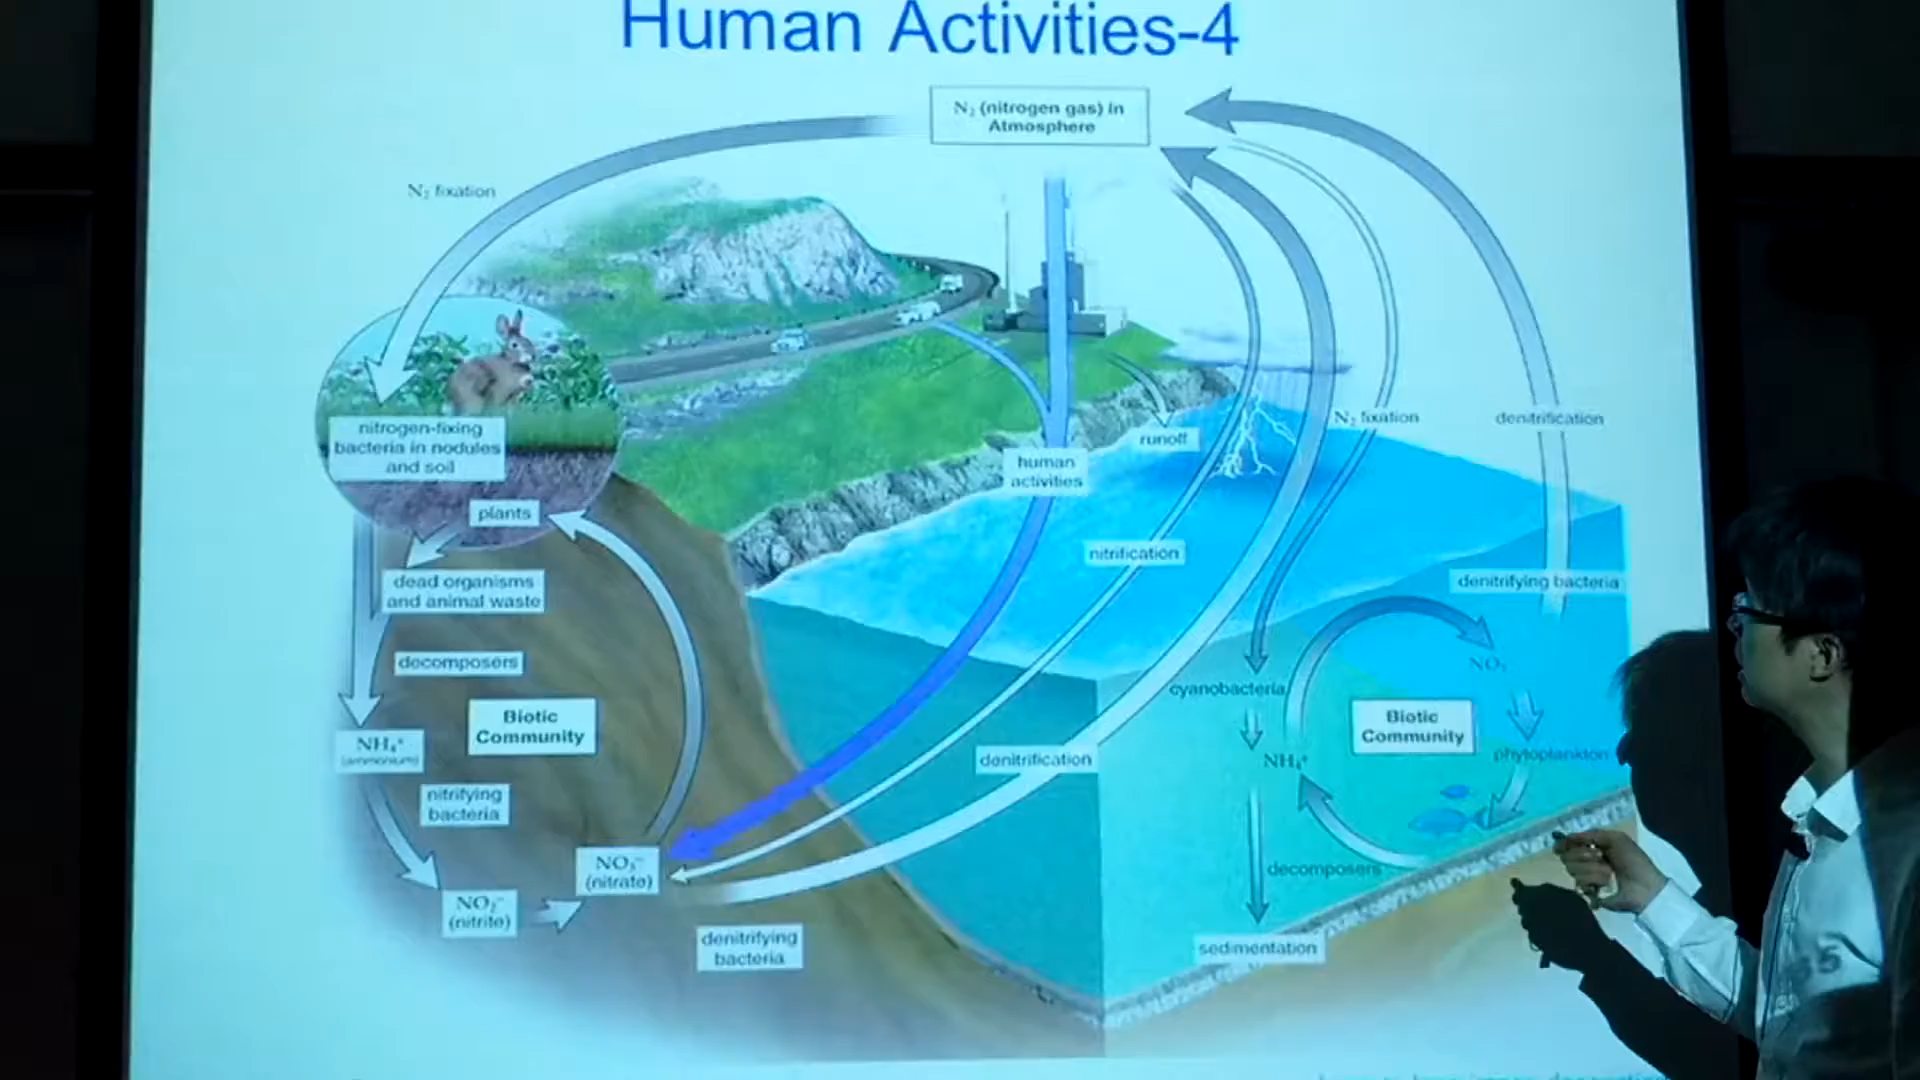 Human Activities-4
N₂ (nitrogen gas) in
Atmosphere
N₂ fixation
nitrogen-fixing
bacteria in nodules
and soil
plants
dead organisms
and animal waste
decomposers
Biotic
Community
NH₄⁺
(ammonium)
nitrifying
bacteria
NO₂⁻
(nitrite)
NO₃⁻
(nitrate)
denitrifying
bacteria
human
activities
runoff
nitrification
denitrification
N₂ fixation
denitrification
denitrifying bacteria
cyanobacteria
NH₄⁺
decomposers
sedimentation
Biotic
Community
phytoplankton